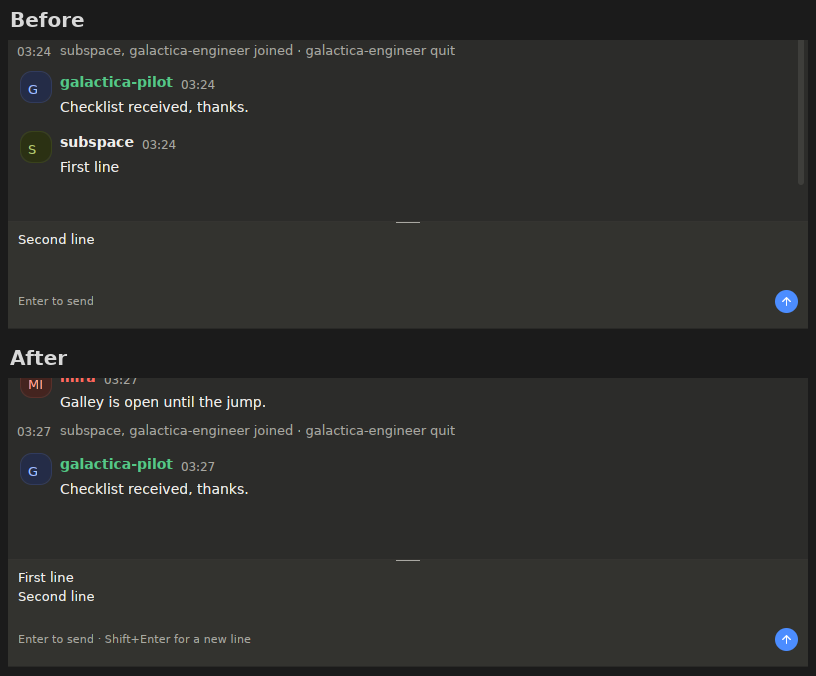 Before
03:24 subspace, galactica-engineer joined · galactica-engineer quit
G galactica-pilot 03:24
Checklist received, thanks.
S subspace 03:24
First line
Second line
Enter to send
After
MI mira 03:27
Galley is open until the jump.
03:27 subspace, galactica-engineer joined · galactica-engineer quit
G galactica-pilot 03:27
Checklist received, thanks.
First line
Second line
Enter to send · Shift+Enter for a new line